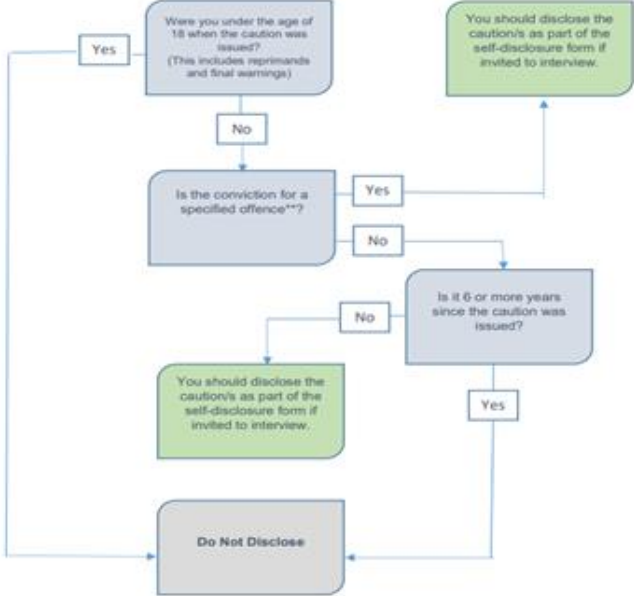 Were you under the age of
18 when the caution was
issued?
(This includes reprimands
and final warnings)
You should disclose the
caution/s as part of the
self-disclosure form if
invited to interview.
Yes
No
Is the conviction for a
specified offence**?
Yes
No
Is it 6 or more years
since the caution was
issued?
No
You should disclose the
caution/s as part of the
self-disclosure form if
invited to interview.
Yes
Do Not Disclose